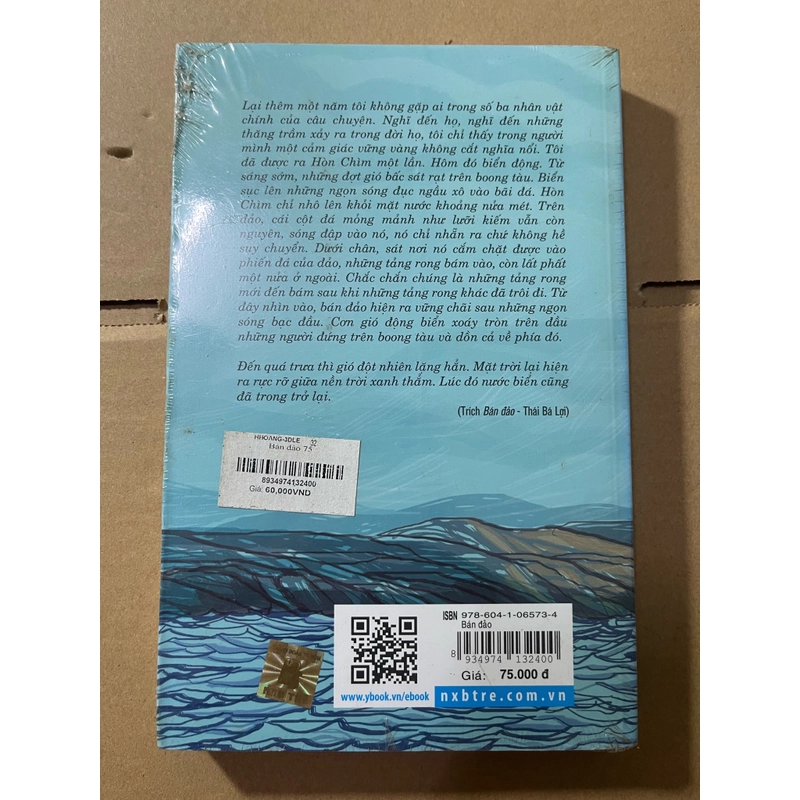 Lại thêm một năm tôi không gặp ai trong số ba nhân vật
chính của câu chuyện. Nghĩ đến họ, nghĩ đến những
thăng trầm xảy ra trong đời họ, tôi chỉ thấy trong người
mình một cảm giác vững vàng không cắt nghĩa nổi. Tôi
đã được ra Hòn Chìm một lần. Hôm đó biển động. Từ
sáng sớm, những đợt gió bấc sát rạt trên boong tàu. Biển
sục lên những ngọn sóng đục ngầu xô vào bãi đá. Hòn
Chìm chỉ nhô lên khỏi mặt nước khoảng nửa mét. Trên
đảo, cái cột đá mỏng mảnh như lưỡi kiếm vẫn còn
nguyên, sóng đập vào nó, nó chỉ nhẵn ra chứ không hề
suy chuyển. Dưới chân, sát nơi nó cắm chặt được vào
phiến đá của đảo, những tảng rong bám vào, còn lất phất
một nửa ở ngoài. Chắc chắn chúng là những tảng rong
mới đến bám sau khi những tảng rong khác đã trôi đi. Từ
đây nhìn vào, bán đảo hiện ra vững chãi sau những ngọn
sóng bạc đầu. Cơn gió động biển xoáy tròn trên đầu
những người đứng trên boong tàu và dồn cả về phía đó.
Đến quá trưa thì gió đột nhiên lặng hẳn. Mặt trời lại hiện
ra rực rỡ giữa nền trời xanh thắm. Lúc đó nước biển cũng
đã trong trở lại.
(Trích Bán đảo - Thái Bá Lợi)
HHOANG-3DLE 32
Bán đảo 75
8934974132400
Giá: 60,000VND
ISBN 978-604-1-06573-4
Bán đảo
8 934974 132400
Giá: 75.000 đ
www.ybook.vn/ebook
nxbtre.com.vn